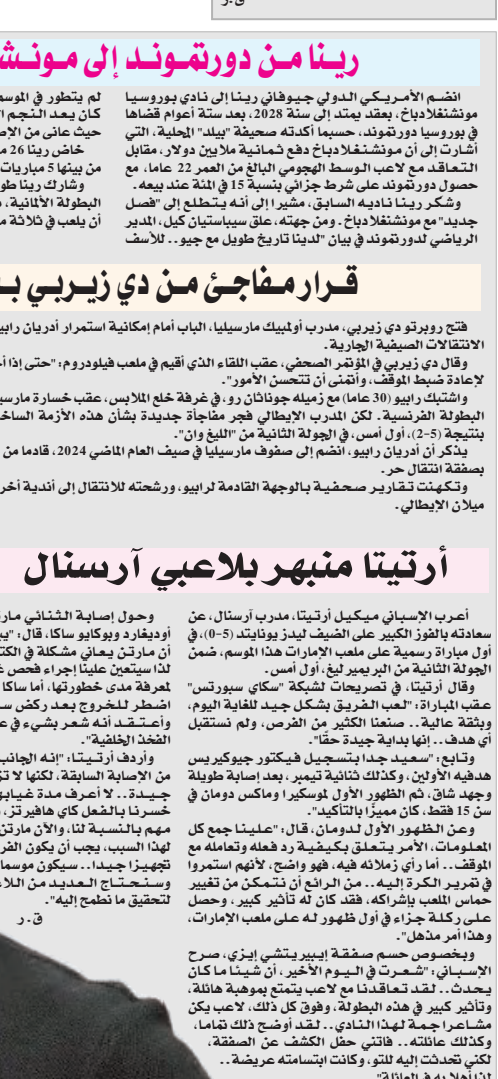 ق.ر
رينا من دورتموند إلى مونش
انضم الأمريكي الدولي جيوفاني رينا إلى نادي بوروسيا
مونشنغلادباخ، بعقد يمتد إلى سنة 2028، بعد ستة أعوام قضاها
في بوروسيا دورتموند، حسبما أكدته صحيفة "بيلد" المحلية، التي
أشارت إلى أن مونشنغلادباخ دفع ثمانية ملايين دولار، مقابل
التعاقد مع لاعب الوسط الهجومي البالغ من العمر 22 عاما، مع
حصول دورتموند على شرط جزائي بنسبة 15 في المئة عند بيعه.
وشكر رينا ناديه السابق، مشيرا إلى أنه يتطلع إلى "فصل
جديد" مع مونشنغلادباخ. ومن جهته، علق سيباستيان كيل، المدير
الرياضي لدورتموند في بيان "لدينا تاريخ طويل مع جيو.. للأسف
لم يتطور في الموسم
كان يعد النجم ا
حيث عانى من الإص
خاض رينا 26 م
من بينها 5 مباريات
وشارك رينا طو
البطولة الألمانية،
أن يلعب في ثلاثة م
قرار مفاجئ من دي زيربي ب
فتح روبرتو دي زيربي، مدرب أولمبيك مارسيليا، الباب أمام إمكانية استمرار أدريان رابيو
الانتقالات الصيفية الجارية.
وقال دي زيربي في المؤتمر الصحفي، عقب اللقاء الذي أقيم في ملعب فيلودروم: "حتى إذا أ
لإعادة ضبط الموقف، وأتمنى أن تتحسن الأمور".
واشتبك رابيو (30 عاما) مع زميله جوناثان رو، في غرفة خلع الملابس، عقب خسارة مارسي
البطولة الفرنسية. لكن المدرب الإيطالي فجر مفاجأة جديدة بشأن هذه الأزمة الساخ
بنتيجة (5-2)، أول أمس، في الجولة الثانية من "الليغ وان".
يذكر أن أدريان رابيو، انضم إلى صفوف مارسيليا في صيف العام الماضي 2024، قادما من
بصفقة انتقال حر.
وتكهنت تقارير صحفية بالوجهة القادمة لرابيو، ورشحته للانتقال إلى أندية أخر
ميلان الإيطالي.
أرتيتا منبهر بلاعبي آرسنال
أعرب الإسباني ميكيل أرتيتا، مدرب آرسنال، عن
سعادته بالفوز الكبير على الضيف ليدز يونايتد (5-0)، في
أول مباراة رسمية على ملعب الإمارات هذا الموسم، ضمن
الجولة الثانية من البريمير ليغ، أول أمس.
وقال أرتيتا، في تصريحات لشبكة "سكاي سبورتس"
عقب المباراة: "لعب الفريق بشكل جيد للغاية اليوم،
وبثقة عالية.. صنعنا الكثير من الفرص، ولم نستقبل
أي هدف.. إنها بداية جيدة حقًا".
وتابع: "سعيد جدا بتسجيل فيكتور جيوكيريس
هدفيه الأولين، وكذلك ثنائية تيمبر، بعد إصابة طويلة
وجهد شاق، ثم الظهور الأول لموسكيرا وماكس دومان في
سن 15 فقط، كان مميزًا بالتأكيد".
وعن الظهور الأول لدومان، قال: "علينا جمع كل
المعلومات، الأمر يتعلق بكيفية رد فعله وتعامله مع
الموقف.. أما رأي زملائه فيه، فهو واضح، لأنهم استمروا
في تمرير الكرة إليه.. من الرائع أن نتمكن من تغيير
حماس الملعب بإشراكه، فقد كان له تأثير كبير، وحصل
على ركلة جزاء في أول ظهور له على ملعب الإمارات،
وهذا أمر مذهل".
وبخصوص حسم صفقة إيبيريتشي إيزي، صرح
الإسباني: "شعرت في اليوم الأخير، أن شيئا ما كان
يحدث.. لقد تعاقدنا مع لاعب يتمتع بموهبة هائلة،
وتأثير كبير في هذه البطولة، وفوق كل ذلك، لاعب يكن
مشاعرا جمة لهذا النادي.. لقد أوضح ذلك تماما،
وكذلك عائلته.. فاتني حفل الكشف عن الصفقة،
لكني تحدثت إليه للتو، وكانت ابتسامته عريضة..
وحول إصابة الثنائي مارت
أوديغارد وبوكايو ساكا، قال: "يب
أن مارتن يعاني مشكلة في الكت
لذا سيتعين علينا إجراء فحص
لمعرفة مدى خطورتها، أما ساكا
اضطر للخروج بعد ركض س
وأعتقد أنه شعر بشيء في ع
الفخذ الخلفية".
وأردف أرتيتا: "إنه الجانب
من الإصابة السابقة، لكنها لا تز
جيدة.. لا أعرف مدة غيابه
خسرنا بالفعل كاي هافيرتز،
مهم بالنسبة لنا، والآن مارتن
لهذا السبب، يجب أن يكون الفر
تجهيزا جيدا.. سيكون موسما
وسنحتاج العديد من اللا
لتحقيق ما نطمح إليه".
ق.ر